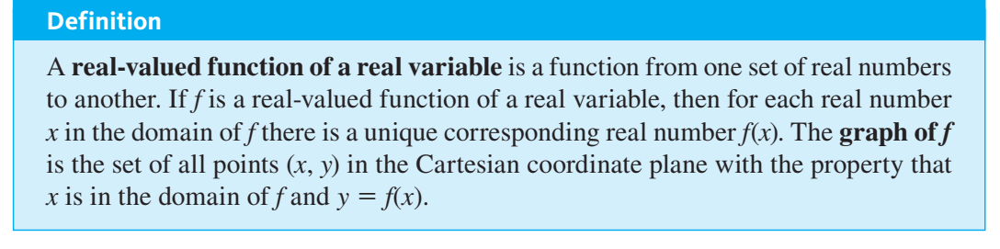 Definition
A real-valued function of a real variable is a function from one set of real numbers
to another. If f is a real-valued function of a real variable, then for each real number
x in the domain of f there is a unique corresponding real number f(x). The graph of f
is the set of all points (x, y) in the Cartesian coordinate plane with the property that
x is in the domain of f and y = f(x).